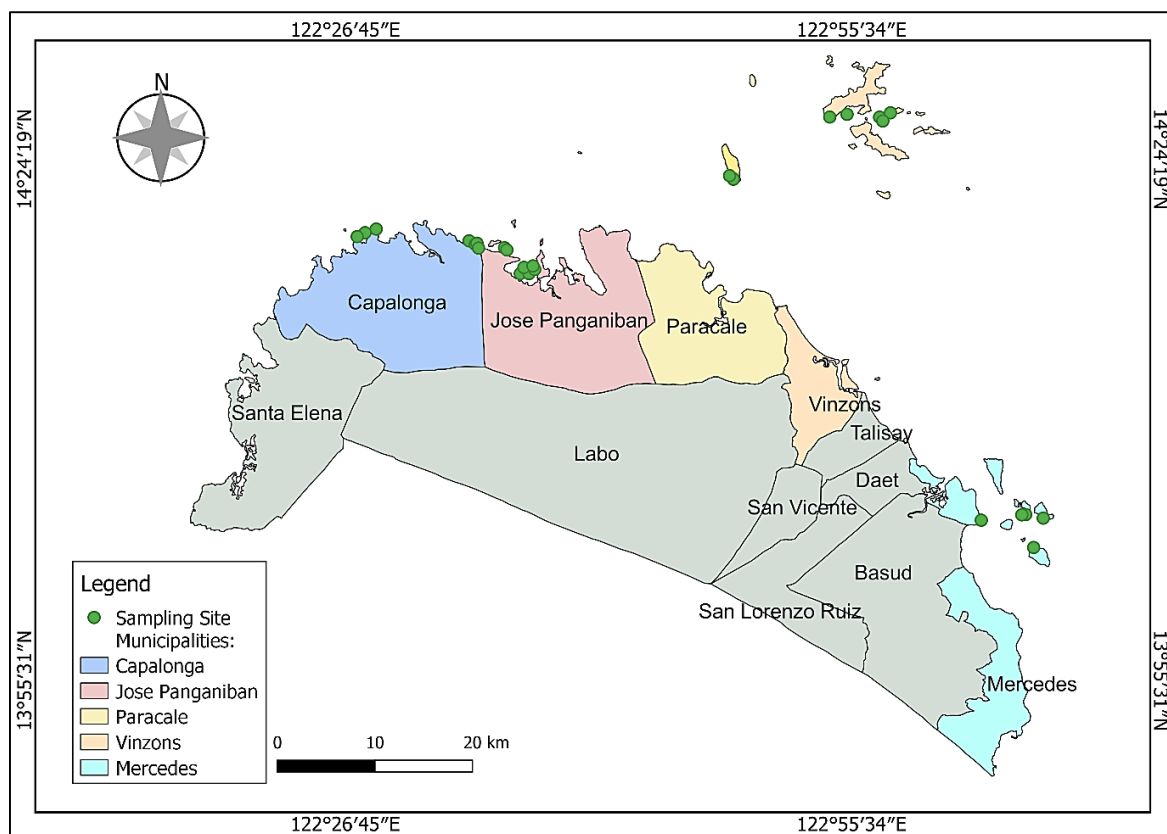 122°26′45″E
122°55′34″E
N
14°24′19″N
14°24′19″N
Capalonga
Jose Panganiban
Paracale
Santa Elena
Vinzons
Talisay
Labo
Daet
San Vicente
Basud
San Lorenzo Ruiz
Mercedes
13°55′31″N
13°55′31″N
Legend
Sampling Site
Municipalities:
Capalonga
Jose Panganiban
Paracale
Vinzons
Mercedes
0 10 20 km
122°26′45″E
122°55′34″E